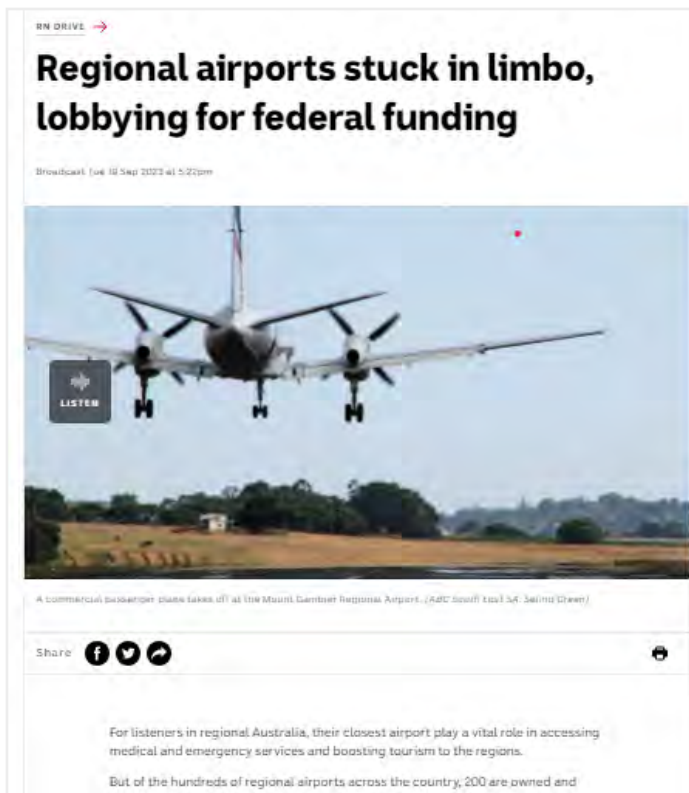 RN DRIVE
Regional airports stuck in limbo,
lobbying for federal funding
Broadcast Tue 19 Sep 2023 at 5:22pm
LISTEN
A commercial passenger plane takes off at the Mount Gambier Regional Airport. (ABC South East SA: Selina Green)
Share
For listeners in regional Australia, their closest airport play a vital role in accessing
medical and emergency services and boosting tourism to the regions.
But of the hundreds of regional airports across the country, 200 are owned and